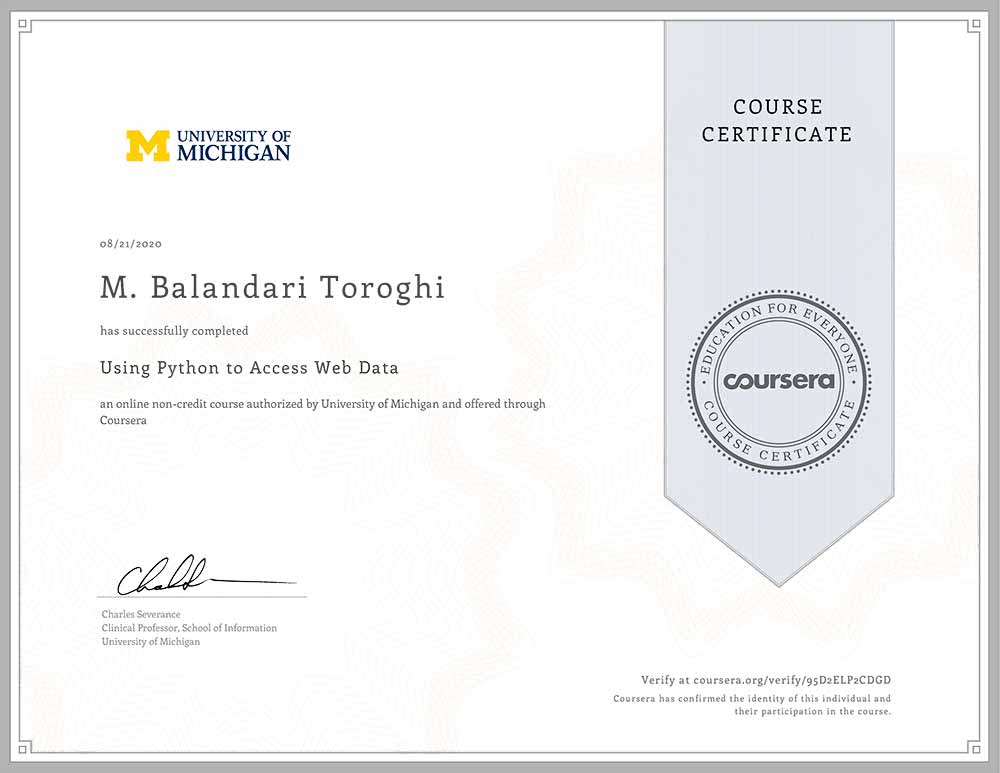 UNIVERSITY OF
MICHIGAN
COURSE
CERTIFICATE
08/21/2020
M. Balandari Toroghi
has successfully completed
Using Python to Access Web Data
an online non-credit course authorized by University of Michigan and offered through
Coursera
EDUCATION FOR EVERYONE
coursera
COURSE CERTIFICATE
Charles Severance
Clinical Professor, School of Information
University of Michigan
Verify at coursera.org/verify/95D2ELP2CDGD
Coursera has confirmed the identity of this individual and
their participation in the course.